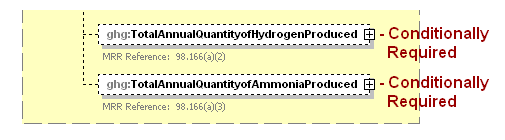 ghg:TotalAnnualQuantityofHydrogenProduced - Conditionally
Required
MRR Reference: 98.166(a)(2)
ghg:TotalAnnualQuantityofAmmoniaProduced - Conditionally
Required
MRR Reference: 98.166(a)(3)